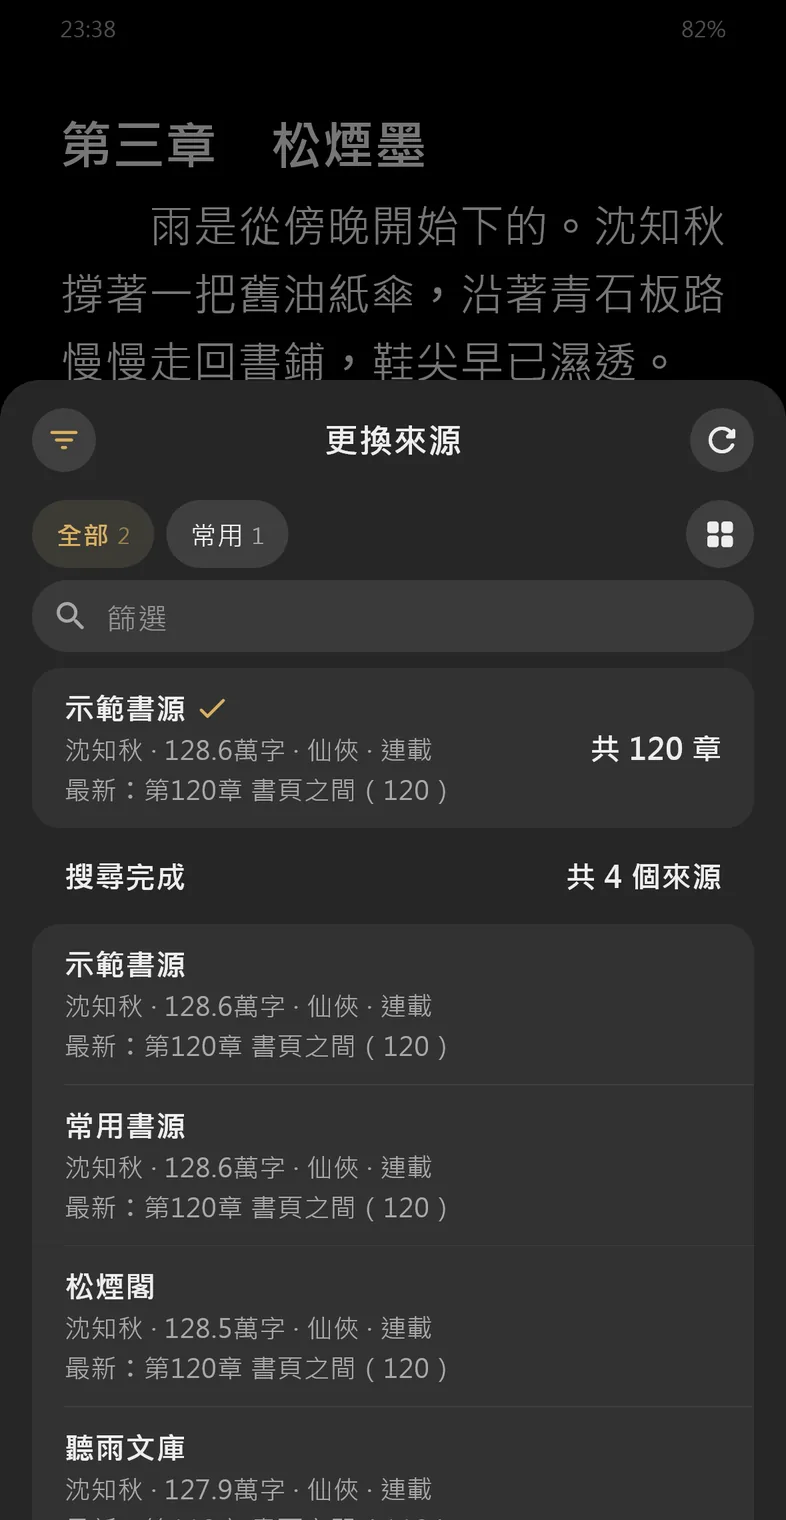 23:38 82%
第三章 松煙墨
雨是從傍晚開始下的。沈知秋
撐著一把舊油紙傘，沿著青石板路
慢慢走回書鋪，鞋尖早已濕透。
更換來源
全部 2 常用 1
篩選
示範書源
沈知秋 · 128.6萬字 · 仙俠 · 連載
共 120 章
最新：第120章 書頁之間（120）
搜尋完成 共 4 個來源
示範書源
沈知秋 · 128.6萬字 · 仙俠 · 連載
最新：第120章 書頁之間（120）
常用書源
沈知秋 · 128.6萬字 · 仙俠 · 連載
最新：第120章 書頁之間（120）
松煙閣
沈知秋 · 128.5萬字 · 仙俠 · 連載
最新：第120章 書頁之間（120）
聽雨文庫
沈知秋 · 127.9萬字 · 仙俠 · 連載